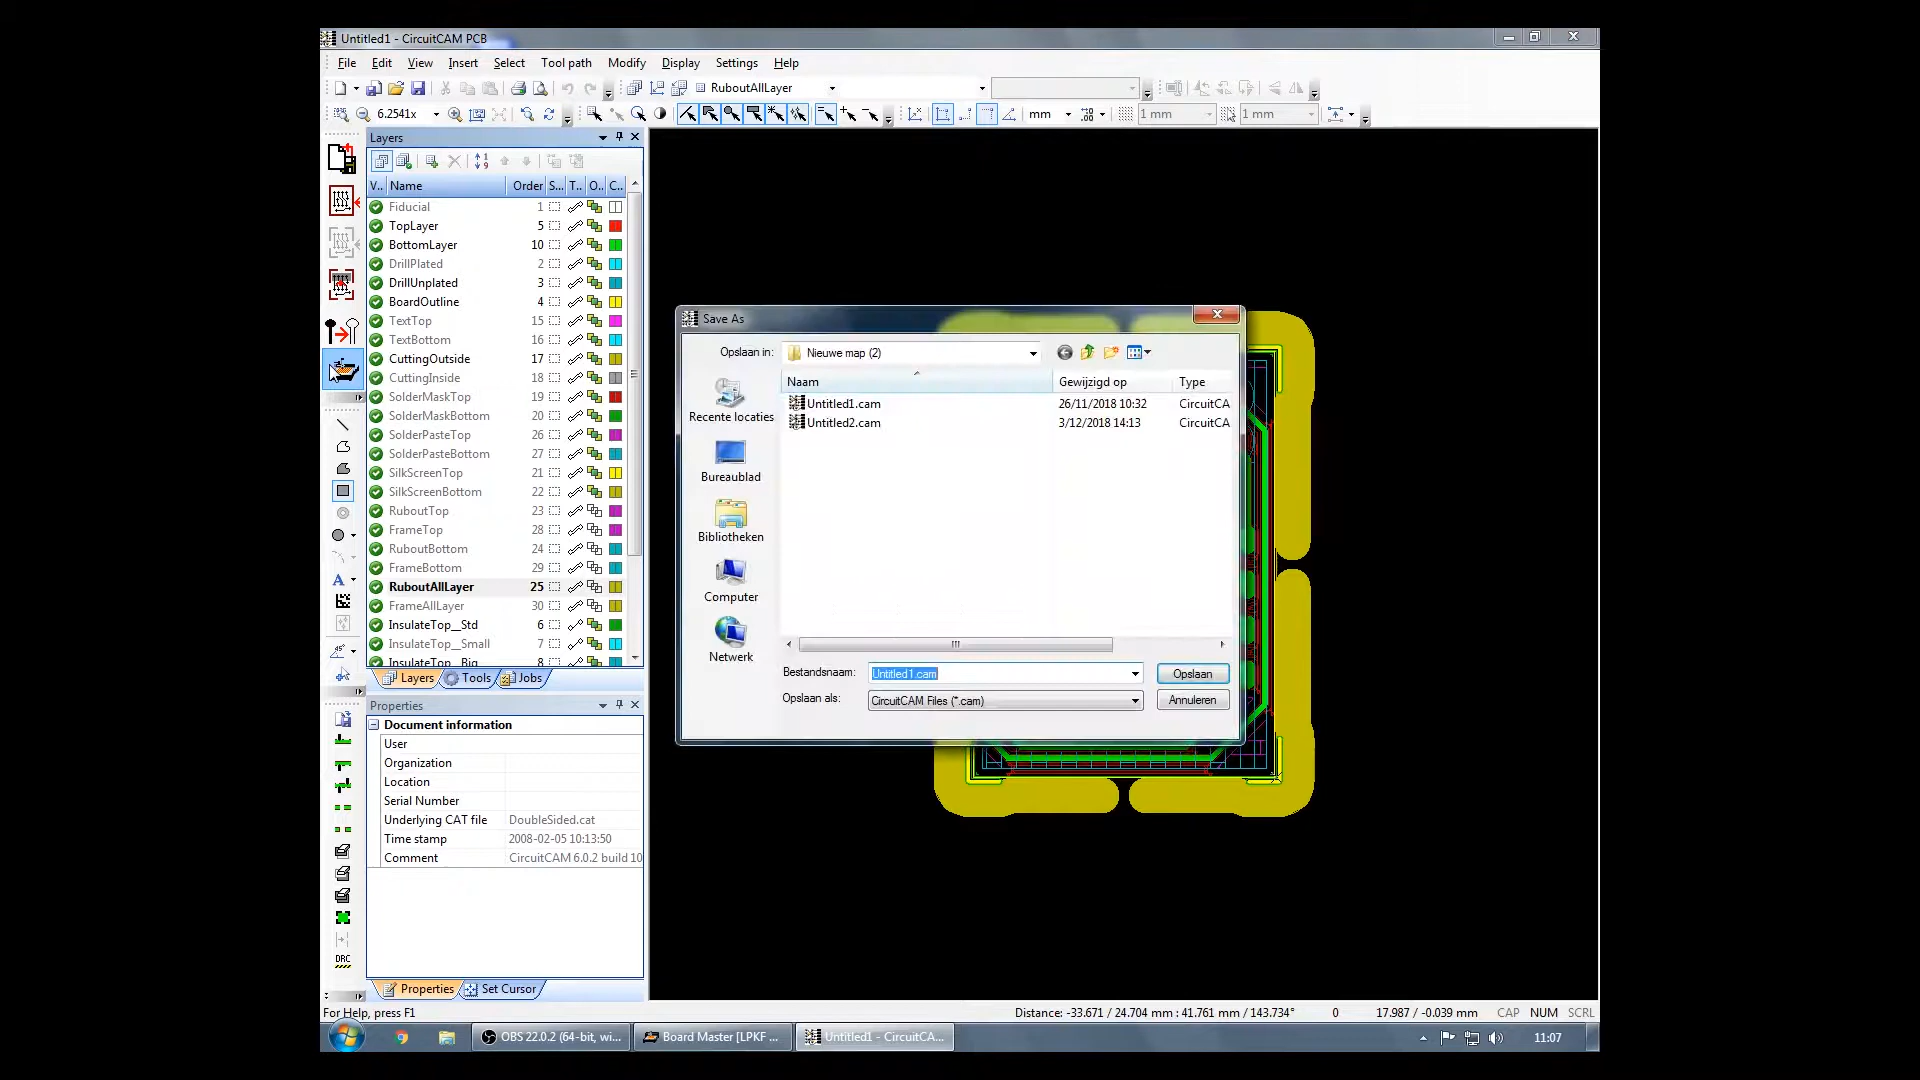 Untitled1 - CircuitCAM PCB
File Edit View Insert Select Tool path Modify Display Settings Help
RuboutAllLayer
6.2541x mm 1 mm 1 mm
Layers
V.. Name Order S... T.. O.. C..
Fiducial 1
TopLayer 5
BottomLayer 10
DrillPlated 2
DrillUnplated 3
BoardOutline 4
TextTop 15
TextBottom 16
CuttingOutside 17
CuttingInside 18
SolderMaskTop 19
SolderMaskBottom 20
SolderPasteTop 26
SolderPasteBottom 27
SilkScreenTop 21
SilkScreenBottom 22
RuboutTop 23
FrameTop 28
RuboutBottom 24
FrameBottom 29
RuboutAllLayer 25
FrameAllLayer 30
InsulateTop__Std 6
InsulateTop__Small 7
InsulateTop__Big 8
Layers Tools Jobs
Properties
Document information
User
Organization
Location
Serial Number
Underlying CAT file DoubleSided.cat
Time stamp 2008-02-05 10:13:50
Comment CircuitCAM 6.0.2 build 10
DRC
Properties Set Cursor
Save As
Opslaan in: Nieuwe map (2)
Naam Gewijzigd op Type
Untitled1.cam 26/11/2018 10:32 CircuitCA
Untitled2.cam 3/12/2018 14:13 CircuitCA
Recente locaties
Bureaublad
Bibliotheken
Computer
Netwerk
Bestandsnaam: Untitled1.cam Opslaan
Opslaan als: CircuitCAM Files (*.cam) Annuleren
For Help, press F1 Distance: -33.671 / 24.704 mm : 41.761 mm / 143.734° 0 17.987 / -0.039 mm CAP NUM SCRL
OBS 22.0.2 (64-bit, wi... Board Master [LPKF ... Untitled1 - CircuitCA... 11:07